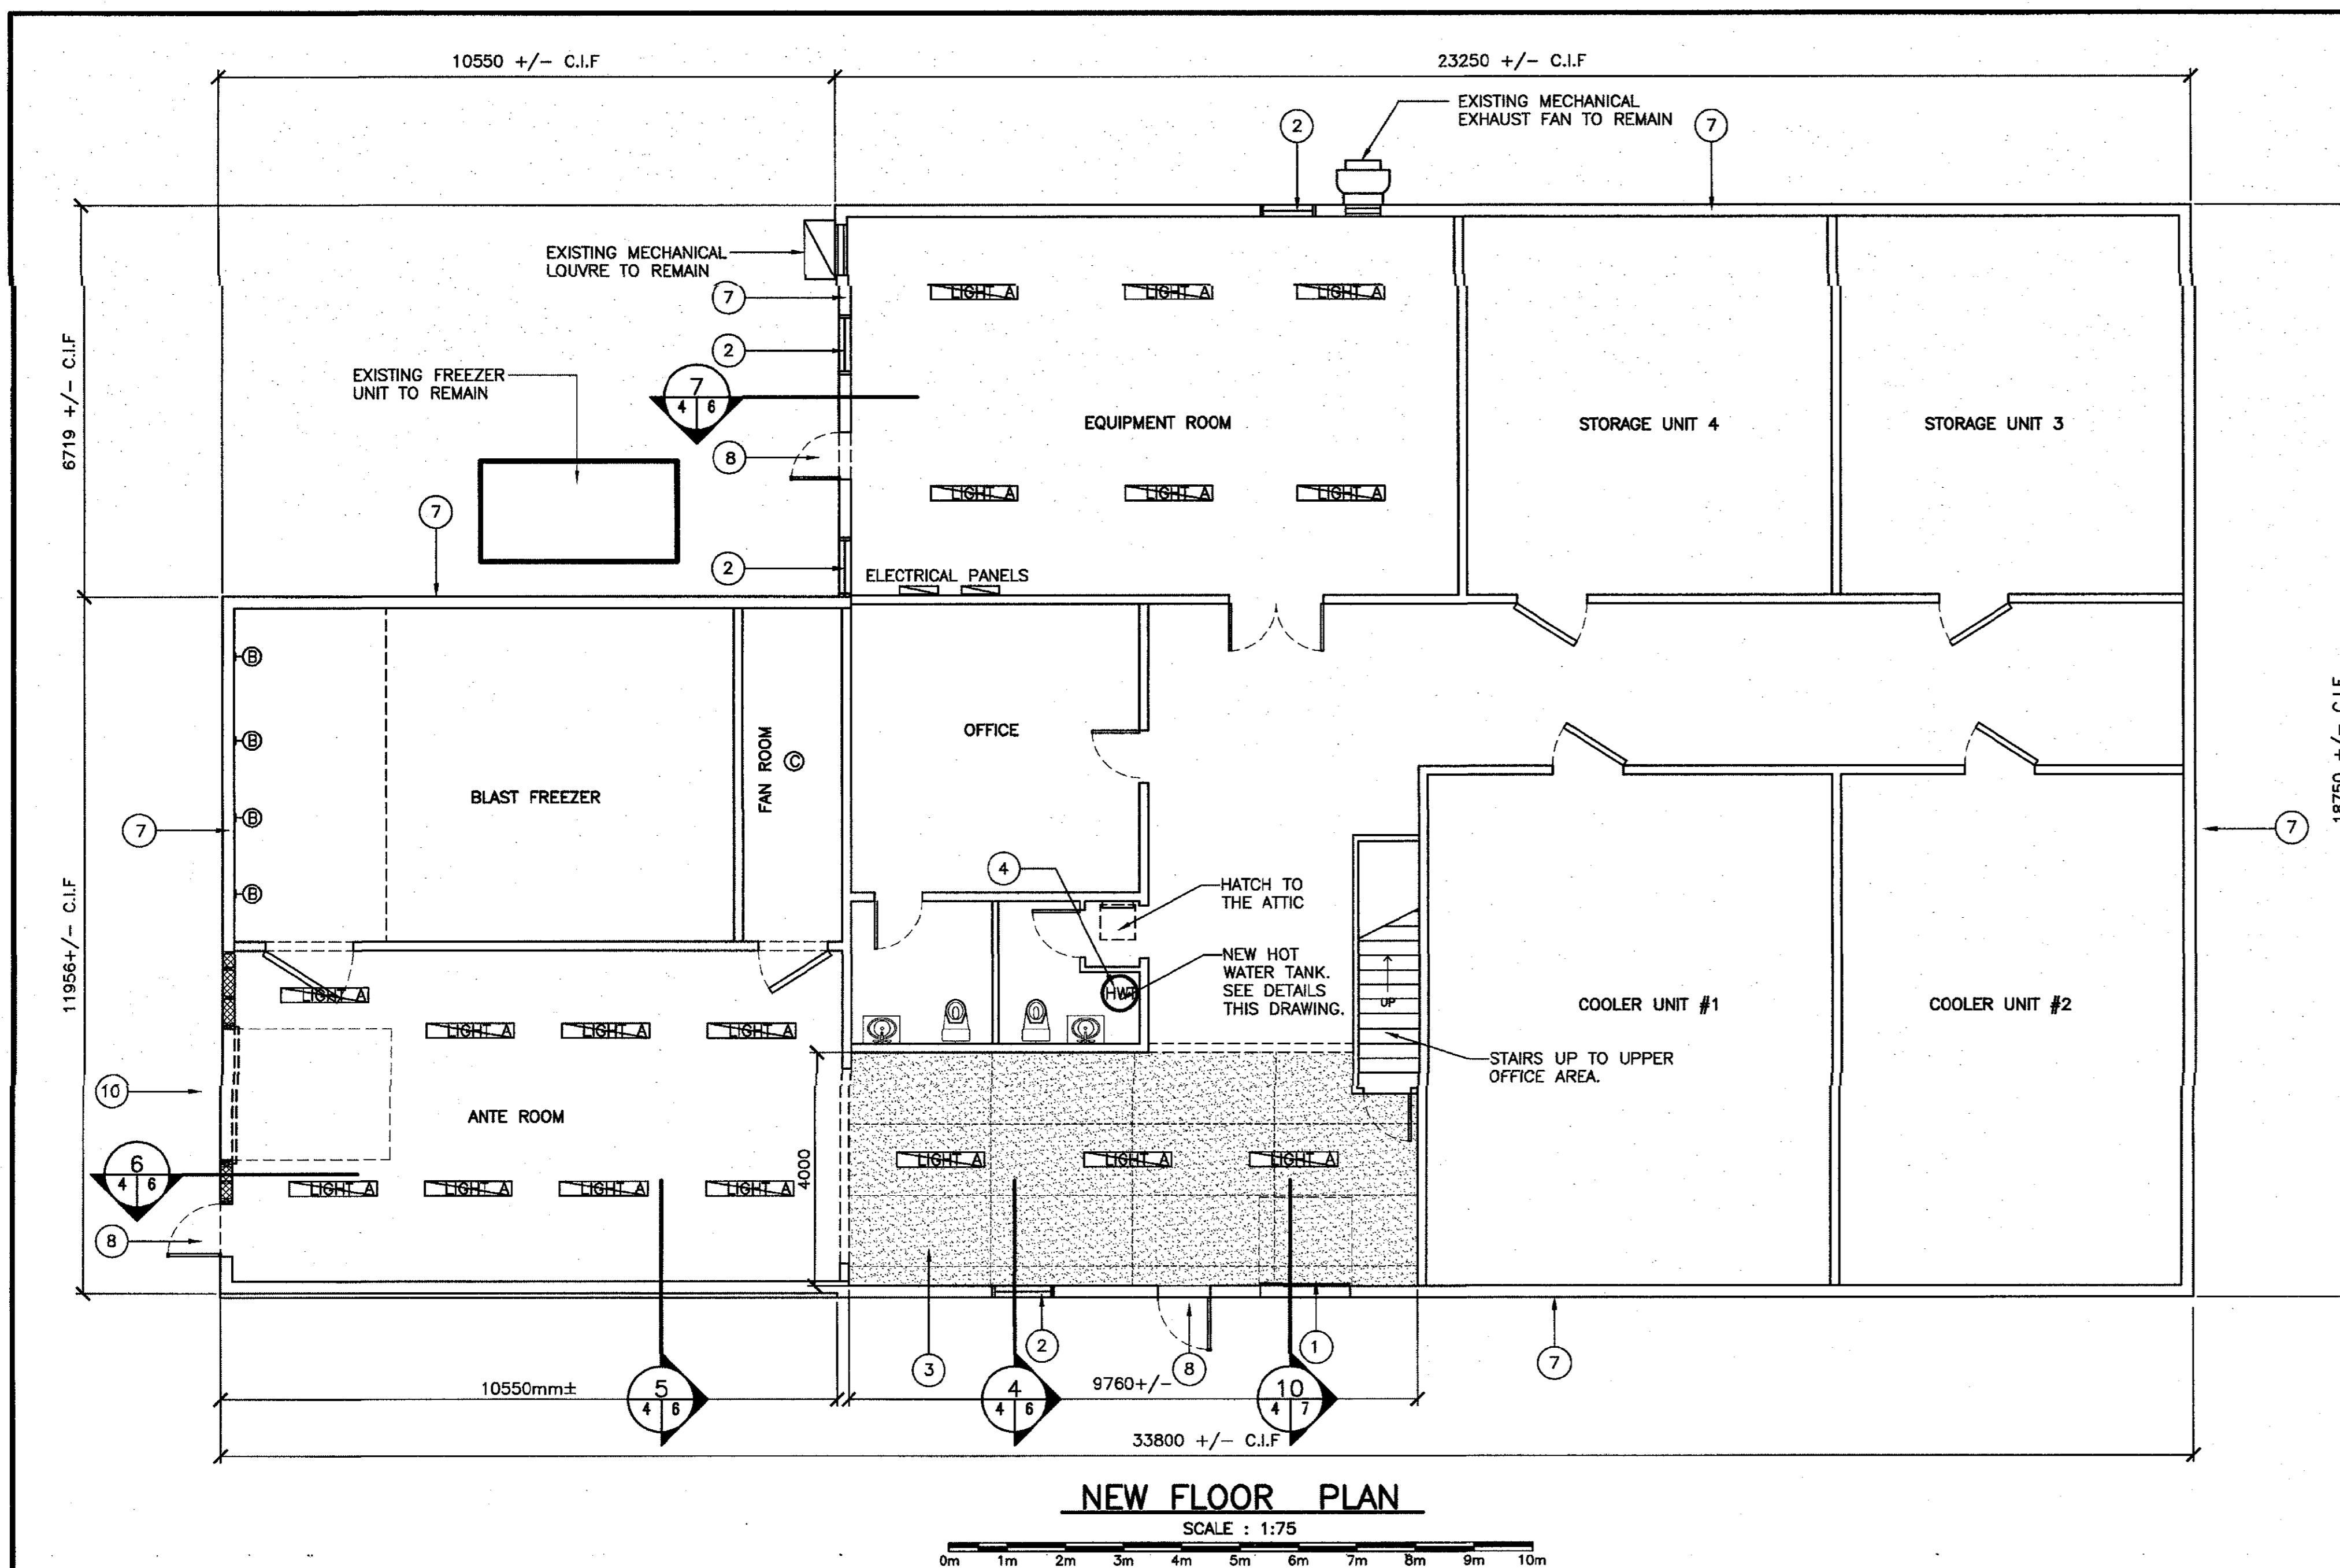 10550 +/- C.I.F
23250 +/- C.I.F
EXISTING MECHANICAL
EXHAUST FAN TO REMAIN
2
7
EXISTING MECHANICAL
LOUVRE TO REMAIN
7
2
LIGHT A
LIGHT A
LIGHT A
6719 +/- C.I.F
EXISTING FREEZER
UNIT TO REMAIN
7
4 6
EQUIPMENT ROOM
STORAGE UNIT 4
STORAGE UNIT 3
8
7
LIGHT A
LIGHT A
LIGHT A
2
ELECTRICAL PANELS
B
B
B
B
OFFICE
FAN ROOM
C
BLAST FREEZER
7
7
18750 +/- C.I.F
11956+/- C.I.F
4
HATCH TO
THE ATTIC
NEW HOT
WATER TANK.
SEE DETAILS
THIS DRAWING.
HWT
UP
COOLER UNIT #1
COOLER UNIT #2
LIGHT A
LIGHT A
LIGHT A
LIGHT A
STAIRS UP TO UPPER
OFFICE AREA.
10
ANTE ROOM
4000
6
4 6
LIGHT A
LIGHT A
LIGHT A
LIGHT A
LIGHT A
LIGHT A
LIGHT A
8
3
2
8
1
7
10550mm±
5
4 6
4
4 6
9760+/-
10
4 7
33800 +/- C.I.F
NEW FLOOR PLAN
SCALE : 1:75
0m 1m 2m 3m 4m 5m 6m 7m 8m 9m 10m